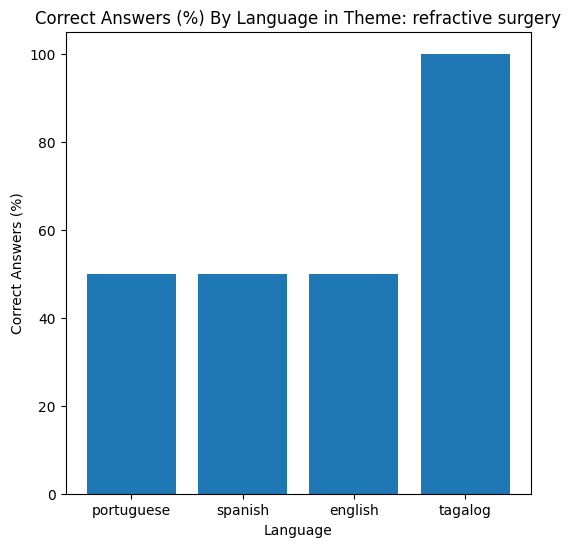 Correct Answers (%) By Language in Theme: refractive surgery
100
80
60
40
20
0
Correct Answers (%)
portuguese spanish english tagalog
Language